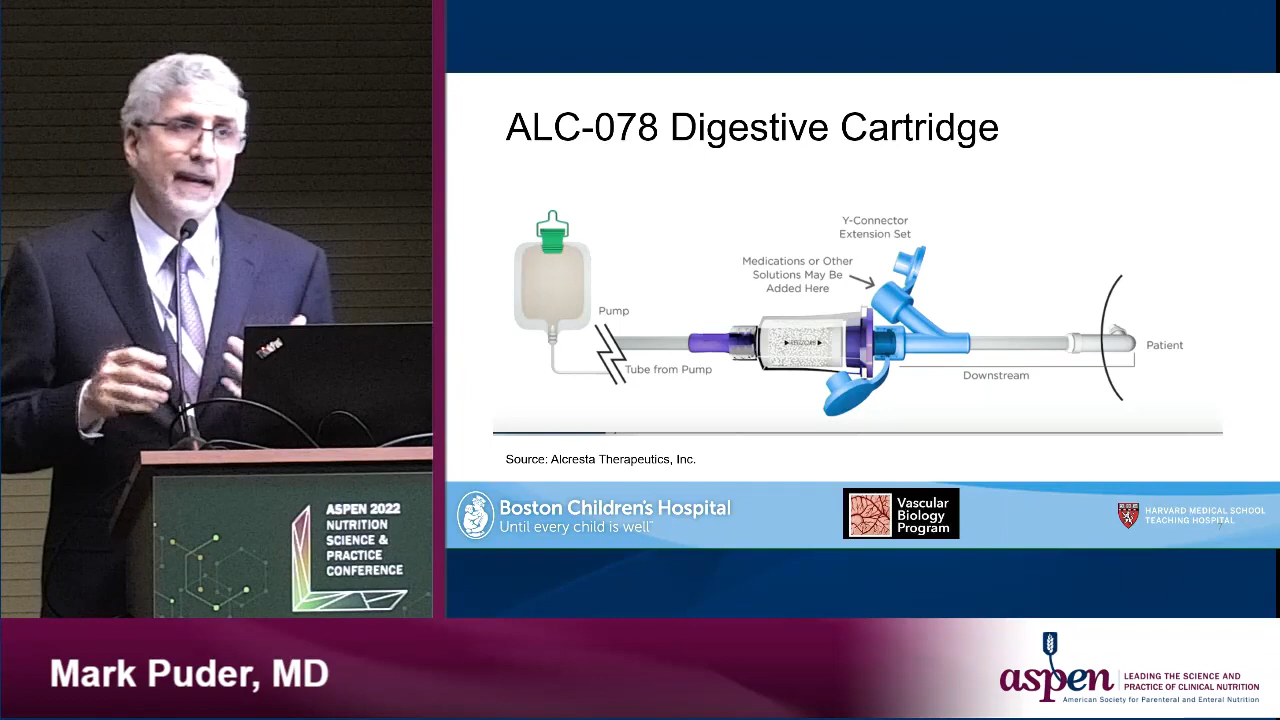 ALC-078 Digestive Cartridge
Y-Connector
Extension Set
Medications or Other
Solutions May Be
Added Here
Pump
Tube from Pump
Patient
Downstream
Source: Alcresta Therapeutics, Inc.
Boston Children's Hospital
Until every child is well™
Vascular
Biology
Program
HARVARD MEDICAL SCHOOL
TEACHING HOSPITAL
ASPEN 2022
NUTRITION
SCIENCE &
PRACTICE
CONFERENCE
Mark Puder, MD
aspen
LEADING THE SCIENCE AND
PRACTICE OF CLINICAL NUTRITION
American Society for Parenteral and Enteral Nutrition